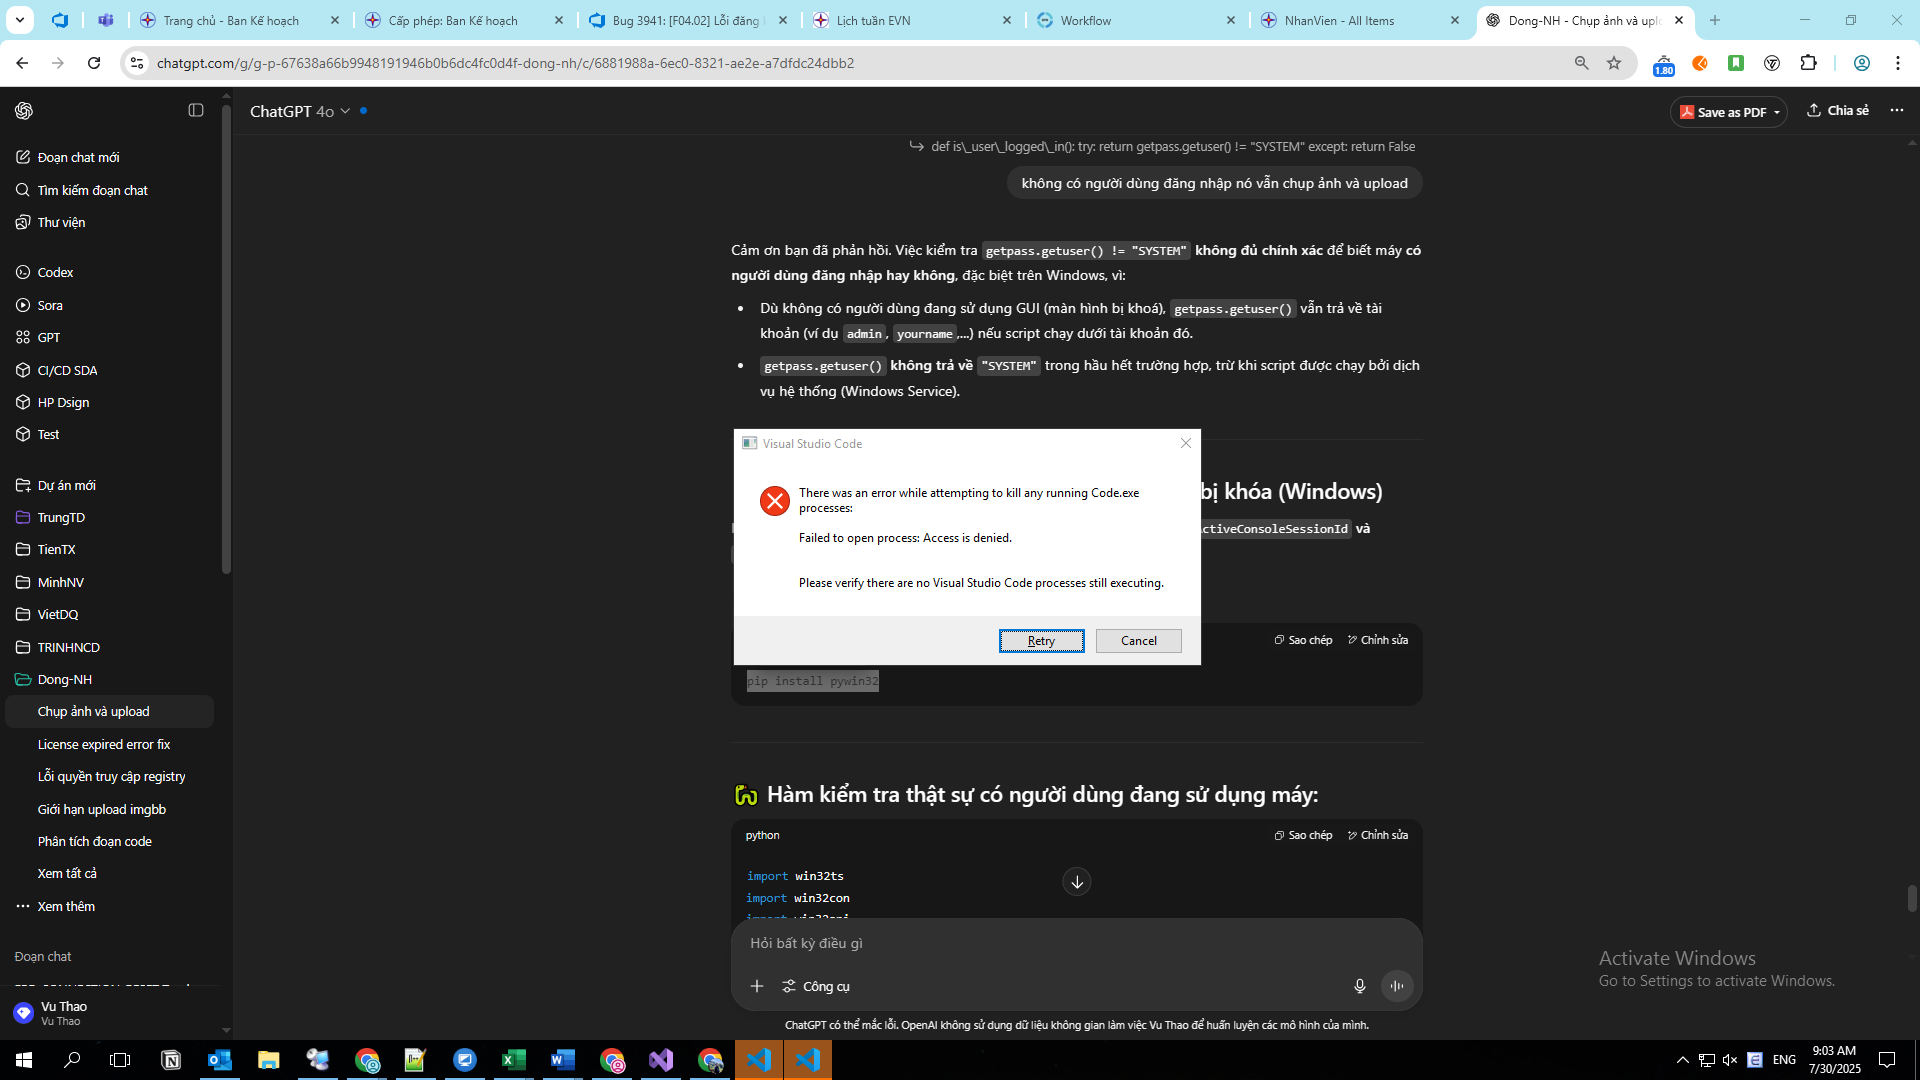 Trang chủ - Ban Kế hoạch
Cấp phép: Ban Kế hoạch
Bug 3941: [F04.02] Lỗi đăng
Lịch tuần EVN
Workflow
NhanVien - All Items
Dong-NH - Chụp ảnh và uplo
chatgpt.com/g/g-p-67638a66b9948191946b0b6dc4fc0d4f-dong-nh/c/6881988a-6ec0-8321-ae2e-a7dfdc24dbb2
1.80
ChatGPT 4o
Save as PDF
Chia sẻ
Đoạn chat mới
Tìm kiếm đoạn chat
Thư viện
Codex
Sora
GPT
CI/CD SDA
HP Dsign
Test
Dự án mới
TrungTD
TienTX
MinhNV
VietDQ
TRINHNCD
Dong-NH
Chụp ảnh và upload
License expired error fix
Lỗi quyền truy cập registry
Giới hạn upload imgbb
Phân tích đoạn code
Xem tất cả
Xem thêm
Đoạn chat
Vu Thao
Vu Thao
def is\_user\_logged\_in(): try: return getpass.getuser() != "SYSTEM" except: return False
không có người dùng đăng nhập nó vẫn chụp ảnh và upload
Cảm ơn bạn đã phản hồi. Việc kiểm tra getpass.getuser() != "SYSTEM" không đủ chính xác để biết máy có
người dùng đăng nhập hay không, đặc biệt trên Windows, vì:
• Dù không có người dùng đang sử dụng GUI (màn hình bị khoá), getpass.getuser() vẫn trả về tài
khoản (ví dụ admin, yourname,...) nếu script chạy dưới tài khoản đó.
• getpass.getuser() không trả về "SYSTEM" trong hầu hết trường hợp, trừ khi script được chạy bởi dịch
vụ hệ thống (Windows Service).
bị khóa (Windows)
ctiveConsoleSessionId và
Visual Studio Code
There was an error while attempting to kill any running Code.exe
processes:
Failed to open process: Access is denied.
Please verify there are no Visual Studio Code processes still executing.
Retry
Cancel
Sao chép
Chỉnh sửa
pip install pywin32
Hàm kiểm tra thật sự có người dùng đang sử dụng máy:
python
Sao chép
Chỉnh sửa
import win32ts
import win32con
Hỏi bất kỳ điều gì
Công cụ
ChatGPT có thể mắc lỗi. OpenAI không sử dụng dữ liệu không gian làm việc Vu Thao để huấn luyện các mô hình của mình.
Activate Windows
Go to Settings to activate Windows.
ENG
9:03 AM
7/30/2025